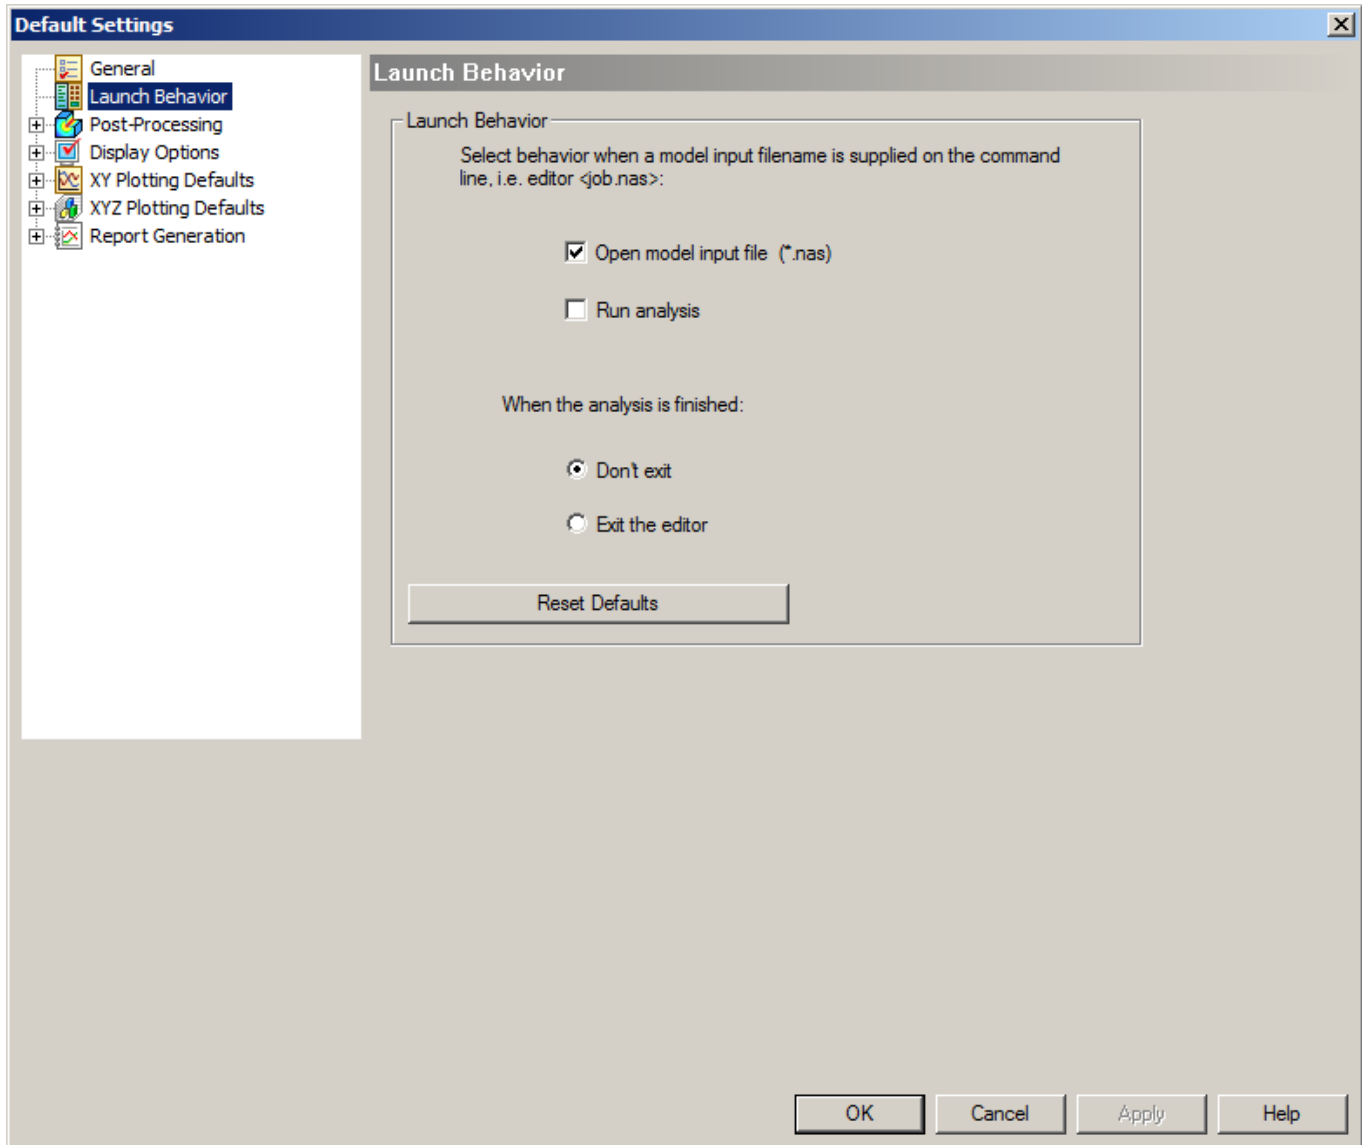 Default Settings
General
Launch Behavior
Post-Processing
Display Options
XY Plotting Defaults
XYZ Plotting Defaults
Report Generation
Launch Behavior
Launch Behavior
Select behavior when a model input filename is supplied on the command
line, i.e. editor <job.nas>:
Open model input file (*.nas)
Run analysis
When the analysis is finished:
Don't exit
Exit the editor
Reset Defaults
OK
Cancel
Apply
Help